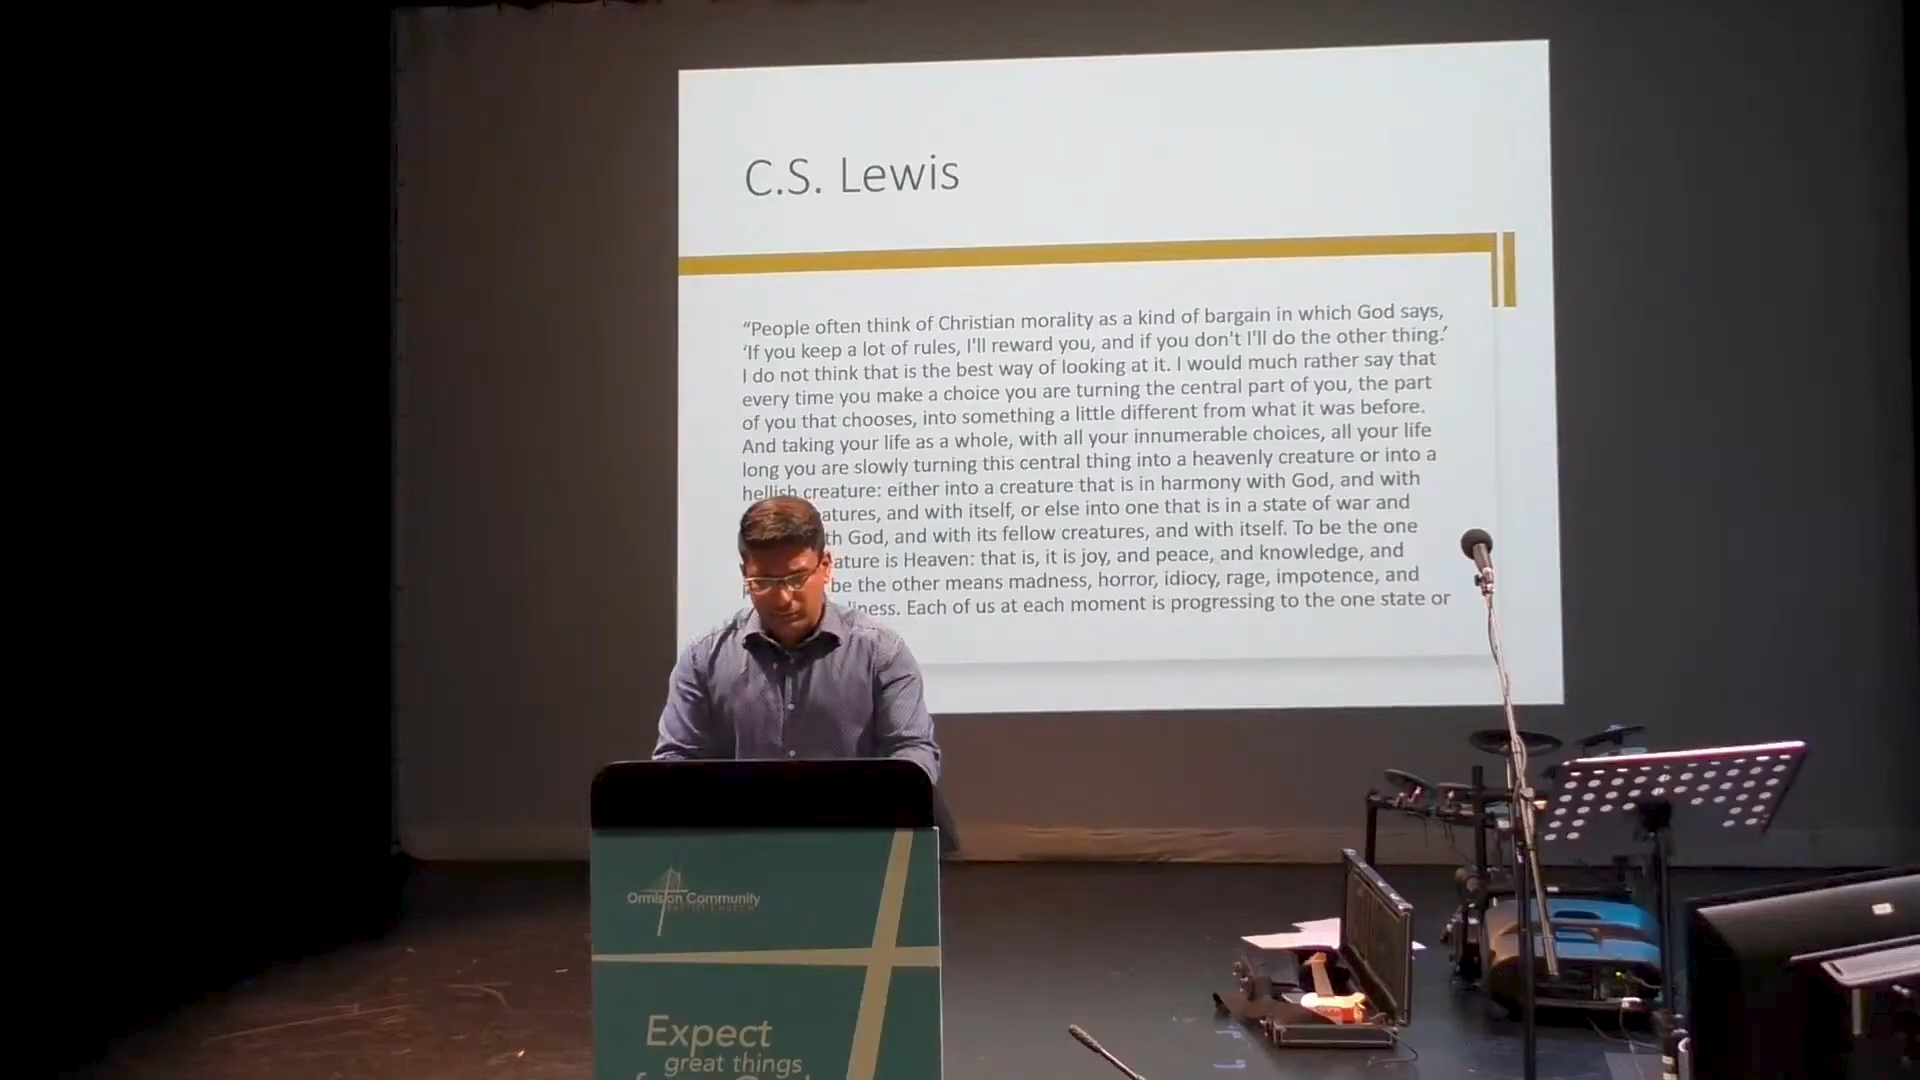 C.S. Lewis
“People often think of Christian morality as a kind of bargain in which God says,
‘If you keep a lot of rules, I'll reward you, and if you don't I'll do the other thing.’
I do not think that is the best way of looking at it. I would much rather say that
every time you make a choice you are turning the central part of you, the part
of you that chooses, into something a little different from what it was before.
And taking your life as a whole, with all your innumerable choices, all your life
long you are slowly turning this central thing into a heavenly creature or into a
hellish creature: either into a creature that is in harmony with God, and with
atures, and with itself, or else into one that is in a state of war and
th God, and with its fellow creatures, and with itself. To be the one
ature is Heaven: that is, it is joy, and peace, and knowledge, and
be the other means madness, horror, idiocy, rage, impotence, and
liness. Each of us at each moment is progressing to the one state or
Ormiston Community
BAPTIST CHURCH
Expect
great things